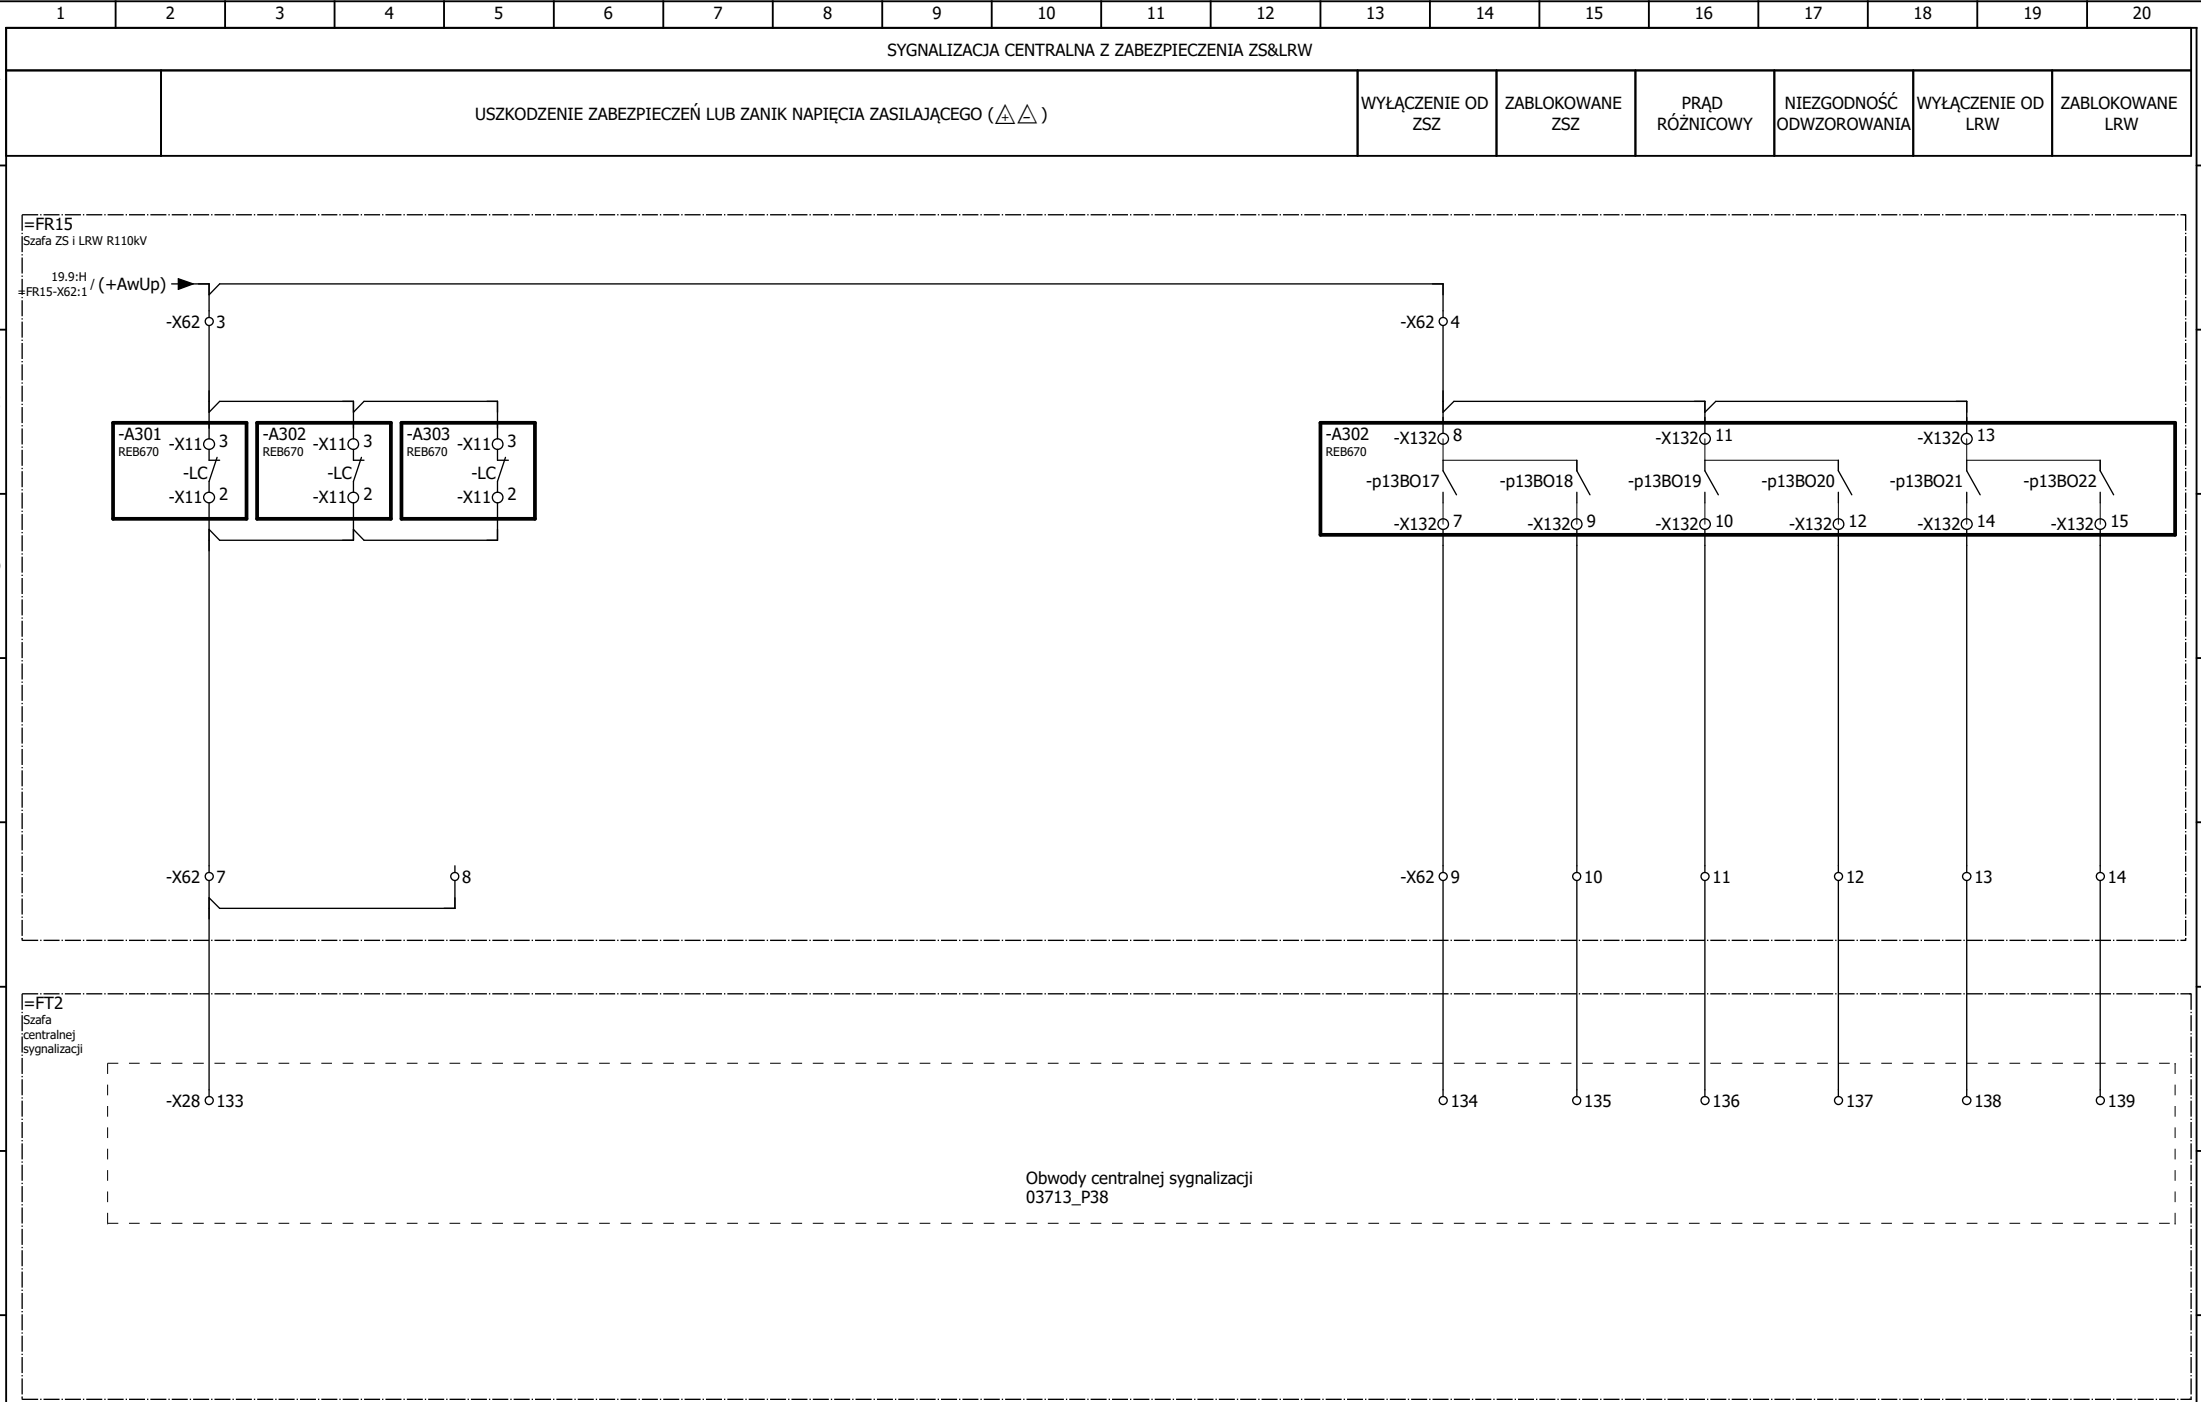 1 2 3 4 5 6 7 8 9 10 11 12 13 14 15 16 17 18 19 20
SYGNALIZACJA CENTRALNA Z ZABEZPIECZENIA ZS&LRW
USZKODZENIE ZABEZPIECZEŃ LUB ZANIK NAPIĘCIA ZASILAJĄCEGO (△+ △-)
WYŁĄCZENIE OD
ZSZ
ZABLOKOWANE
ZSZ
PRĄD
RÓŻNICOWY
NIEZGODNOŚĆ
ODWZOROWANIA
WYŁĄCZENIE OD
LRW
ZABLOKOWANE
LRW
=FR15
Szafa ZS i LRW R110kV
19.9:H
=FR15-X62:1 / (+AwUp)
-X62 3
-X62 4
-A301
REB670
-X11 3
-LC
-X11 2
-A302
REB670
-X11 3
-LC
-X11 2
-A303
REB670
-X11 3
-LC
-X11 2
-A302
REB670
-X132 8
-X132 11
-X132 13
-p13BO17 -p13BO18 -p13BO19 -p13BO20 -p13BO21 -p13BO22
-X132 7 -X132 9 -X132 10 -X132 12 -X132 14 -X132 15
-X62 7 8 -X62 9 10 11 12 13 14
=FT2
Szafa
centralnej
sygnalizacji
-X28 133 134 135 136 137 138 139
Obwody centralnej sygnalizacji
03713_P38